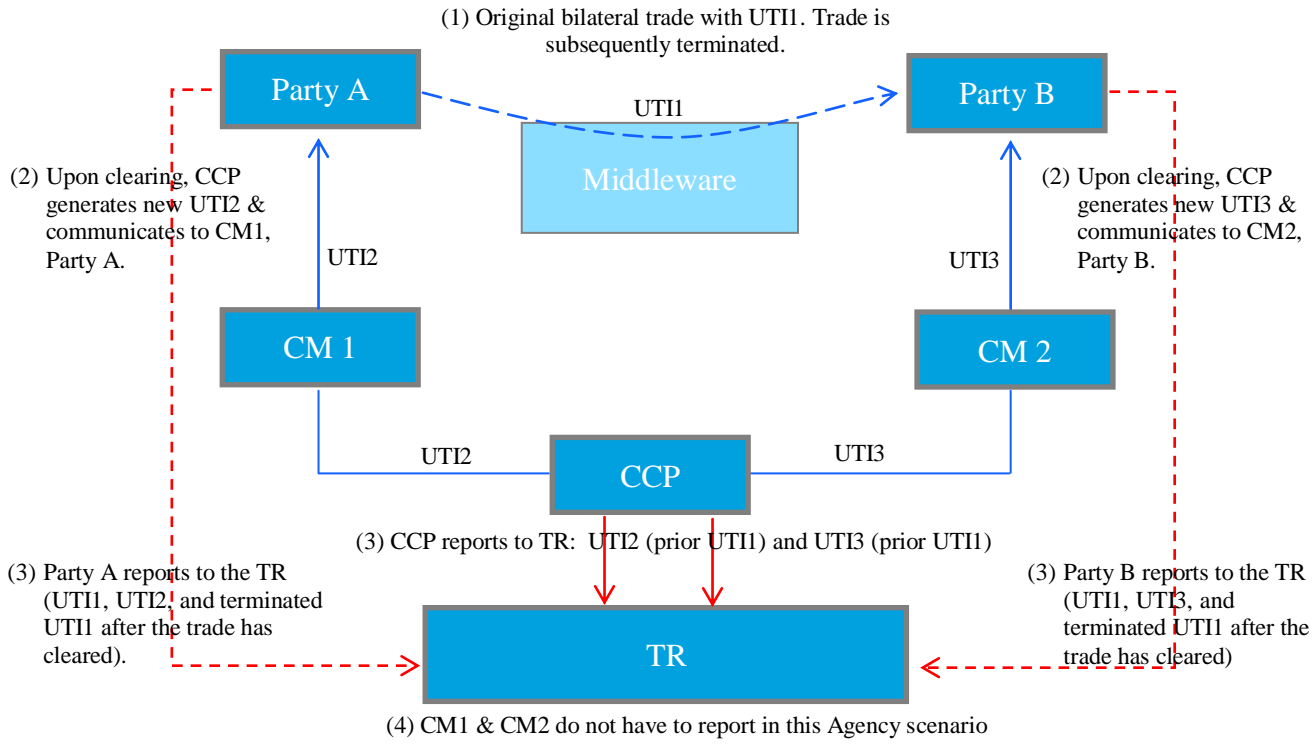 (1) Original bilateral trade with UTI1. Trade is
subsequently terminated.
Party A
Party B
UTI1
Middleware
(2) Upon clearing, CCP
generates new UTI2 &
communicates to CM1,
Party A.
(2) Upon clearing, CCP
generates new UTI3 &
communicates to CM2,
Party B.
UTI2
UTI3
CM 1
CM 2
UTI2
UTI3
CCP
(3) CCP reports to TR: UTI2 (prior UTI1) and UTI3 (prior UTI1)
(3) Party A reports to the TR
(UTI1, UTI2, and terminated
UTI1 after the trade has
cleared).
(3) Party B reports to the TR
(UTI1, UTI3, and
terminated UTI1 after the
trade has cleared)
TR
(4) CM1 & CM2 do not have to report in this Agency scenario